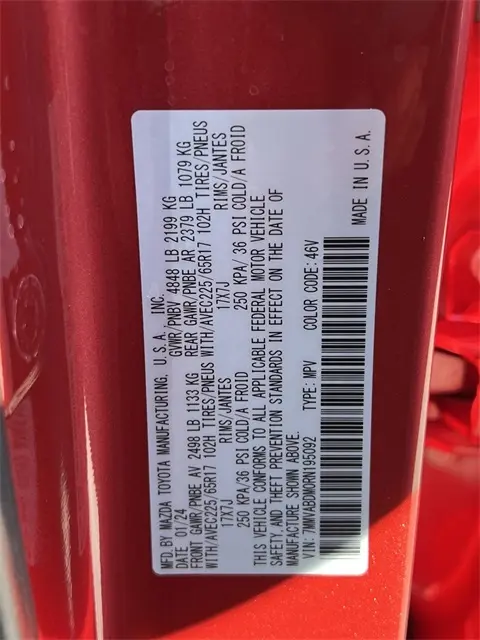 MFD. BY MAZDA TOYOTA MANUFACTURING, U.S.A., INC.
DATE 01/24 GVWR/PNBV 4848 LB 2199 KG
FRONT GAWR/PNBE AV 2498 LB 1133 KG REAR GAWR/PNBE AR 2379 LB 1079 KG
WITH/AVEC225/65R17 102H TIRES/PNEUS WITH/AVEC225/65R17 102H TIRES/PNEUS
17X7J RIMS/JANTES 17X7J RIMS/JANTES
250 KPA/36 PSI COLD/A FROID 250 KPA/ 36 PSI COLD/A FROID
THIS VEHICLE CONFORMS TO ALL APPLICABLE FEDERAL MOTOR VEHICLE
SAFETY AND THEFT PREVENTION STANDARDS IN EFFECT ON THE DATE OF
MANUFACTURE SHOWN ABOVE.
VIN: 7MMVABDM0RN195092 TYPE: MPV COLOR CODE: 46V
MADE IN U.S.A.